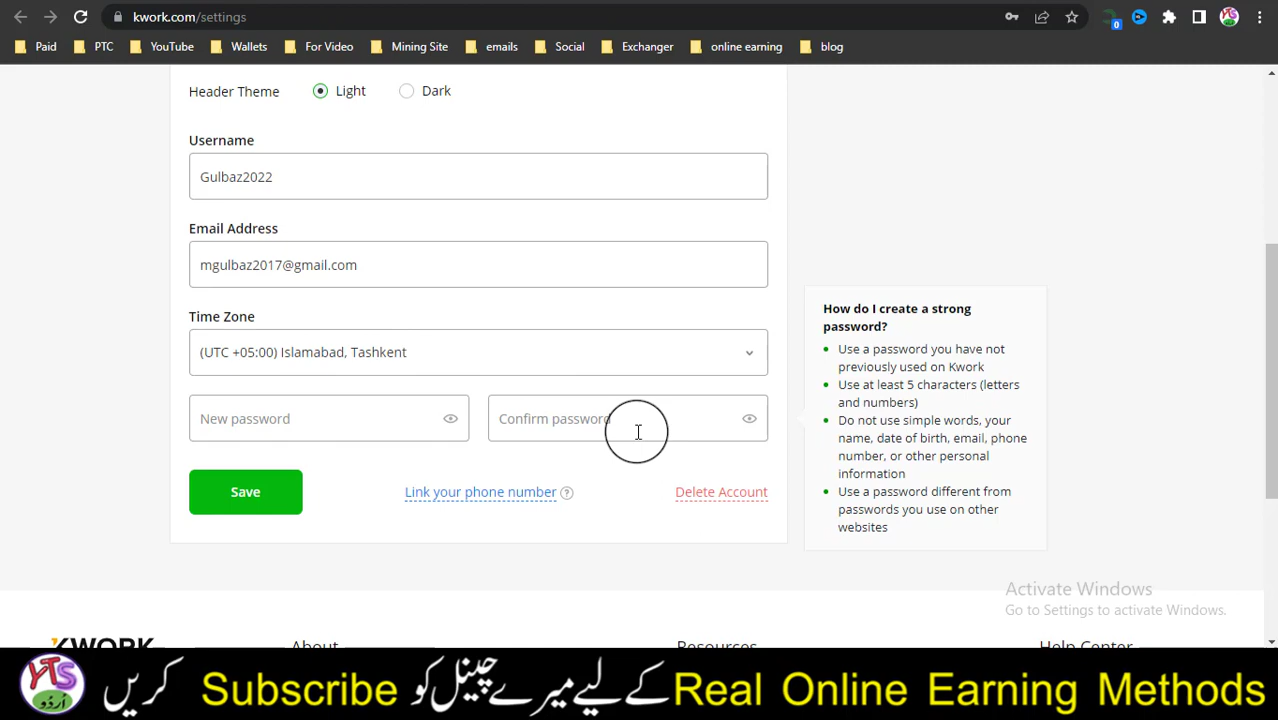 kwork.com/settings
0
Paid PTC YouTube Wallets For Video Mining Site emails Social Exchanger online earning blog
Header Theme Light Dark
Username
Gulbaz2022
Email Address
mgulbaz2017@gmail.com
Time Zone
(UTC +05:00) Islamabad, Tashkent
New password Confirm password
Save Link your phone number ? Delete Account
How do I create a strong
password?
Use a password you have not
previously used on Kwork
Use at least 5 characters (letters
and numbers)
Do not use simple words, your
name, date of birth, email, phone
number, or other personal
information
Use a password different from
passwords you use on other
websites
Activate Windows
Go to Settings to activate Windows.
KWORK About Resources Help Center
YTS
اردو
Real Online Earning Methods کے لیے میرے چینل کو Subscribe کریں